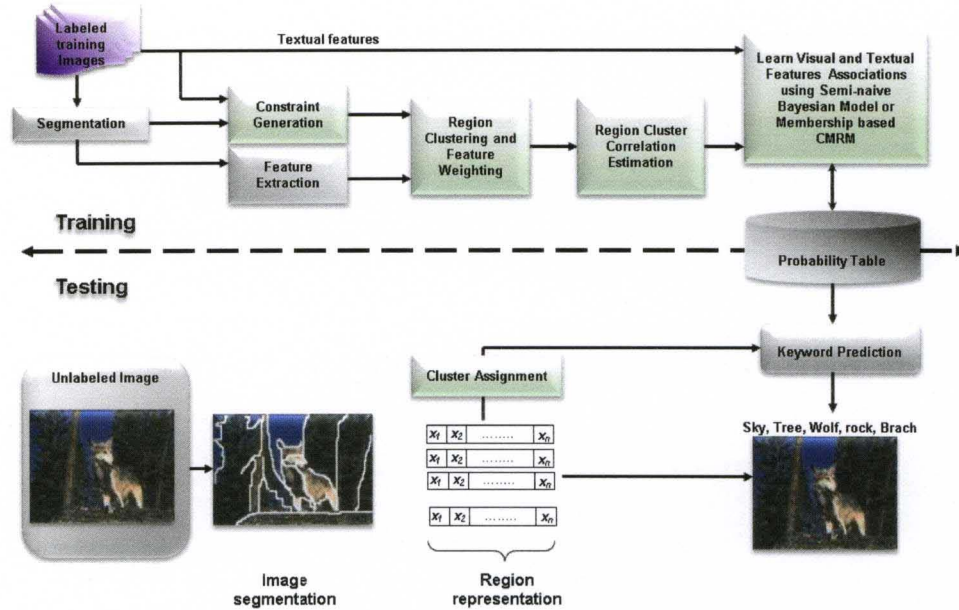 Labeled
training
Images
Textual features
Segmentation
Constraint
Generation
Feature
Extraction
Region
Clustering and
Feature
Weighting
Region Cluster
Correlation
Estimation
Learn Visual and Textual
Features Associations
using Semi-naive
Bayesian Model or
Membership based
CMRM
Training
Probability Table
Testing
Keyword Prediction
Unlabeled Image
Cluster Assignment
Sky, Tree, Wolf, rock, Brach
x1 x2 ........ xn
x1 x2 ........ xn
x1 x2 ........ xn
x1 x2 ........ xn
Image
segmentation
Region
representation